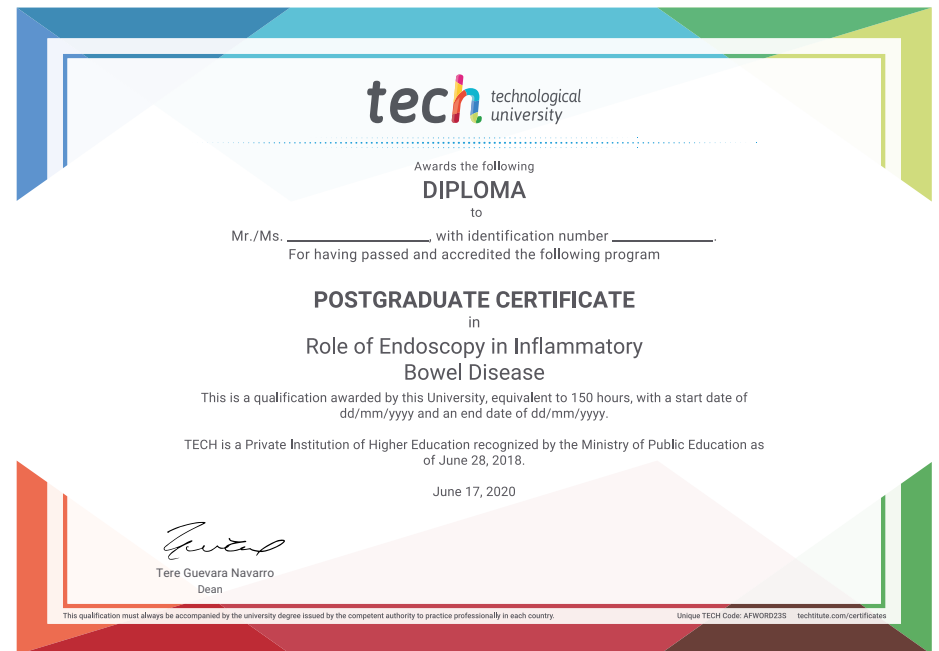 tech technological
university
Awards the following
DIPLOMA
to
Mr./Ms. ____________, with identification number ____________.
For having passed and accredited the following program
POSTGRADUATE CERTIFICATE
in
Role of Endoscopy in Inflammatory
Bowel Disease
This is a qualification awarded by this University, equivalent to 150 hours, with a start date of
dd/mm/yyyy and an end date of dd/mm/yyyy.
TECH is a Private Institution of Higher Education recognized by the Ministry of Public Education as
of June 28, 2018.
June 17, 2020
Tere Guevara Navarro
Dean
This qualification must always be accompanied by the university degree issued by the competent authority to practice professionally in each country. Unique TECH Code: AFWORD23S techtitute.com/certificates